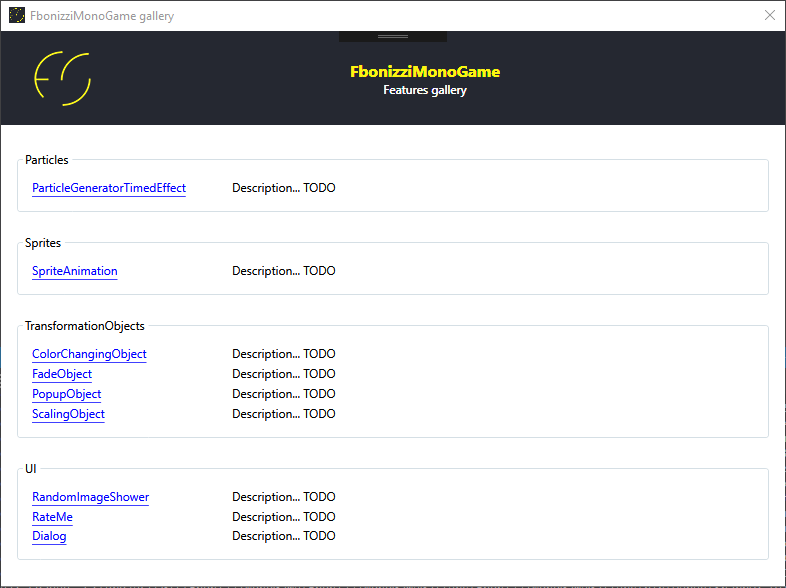 FbonizziMonoGame gallery
FbonizziMonoGame
Features gallery
Particles
ParticleGeneratorTimedEffect Description... TODO
Sprites
SpriteAnimation Description... TODO
TransformationObjects
ColorChangingObject Description... TODO
FadeObject Description... TODO
PopupObject Description... TODO
ScalingObject Description... TODO
UI
RandomImageShower Description... TODO
RateMe Description... TODO
Dialog Description... TODO